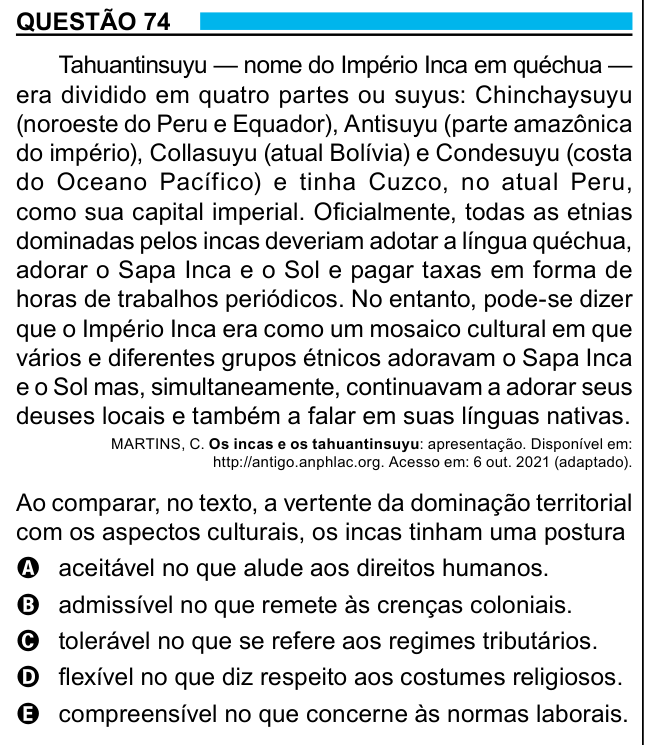 QUESTÃO 74
Tahuantinsuyu — nome do Império Inca em quéchua —
era dividido em quatro partes ou suyus: Chinchaysuyu
(noroeste do Peru e Equador), Antisuyu (parte amazônica
do império), Collasuyu (atual Bolívia) e Condesuyu (costa
do Oceano Pacífico) e tinha Cuzco, no atual Peru,
como sua capital imperial. Oficialmente, todas as etnias
dominadas pelos incas deveriam adotar a língua quéchua,
adorar o Sapa Inca e o Sol e pagar taxas em forma de
horas de trabalhos periódicos. No entanto, pode-se dizer
que o Império Inca era como um mosaico cultural em que
vários e diferentes grupos étnicos adoravam o Sapa Inca
e o Sol mas, simultaneamente, continuavam a adorar seus
deuses locais e também a falar em suas línguas nativas.
MARTINS, C. Os incas e os tahuantinsuyu: apresentação. Disponível em:
http://antigo.anphlac.org. Acesso em: 6 out. 2021 (adaptado).
Ao comparar, no texto, a vertente da dominação territorial
com os aspectos culturais, os incas tinham uma postura
A aceitável no que alude aos direitos humanos.
B admissível no que remete às crenças coloniais.
C tolerável no que se refere aos regimes tributários.
D flexível no que diz respeito aos costumes religiosos.
E compreensível no que concerne às normas laborais.